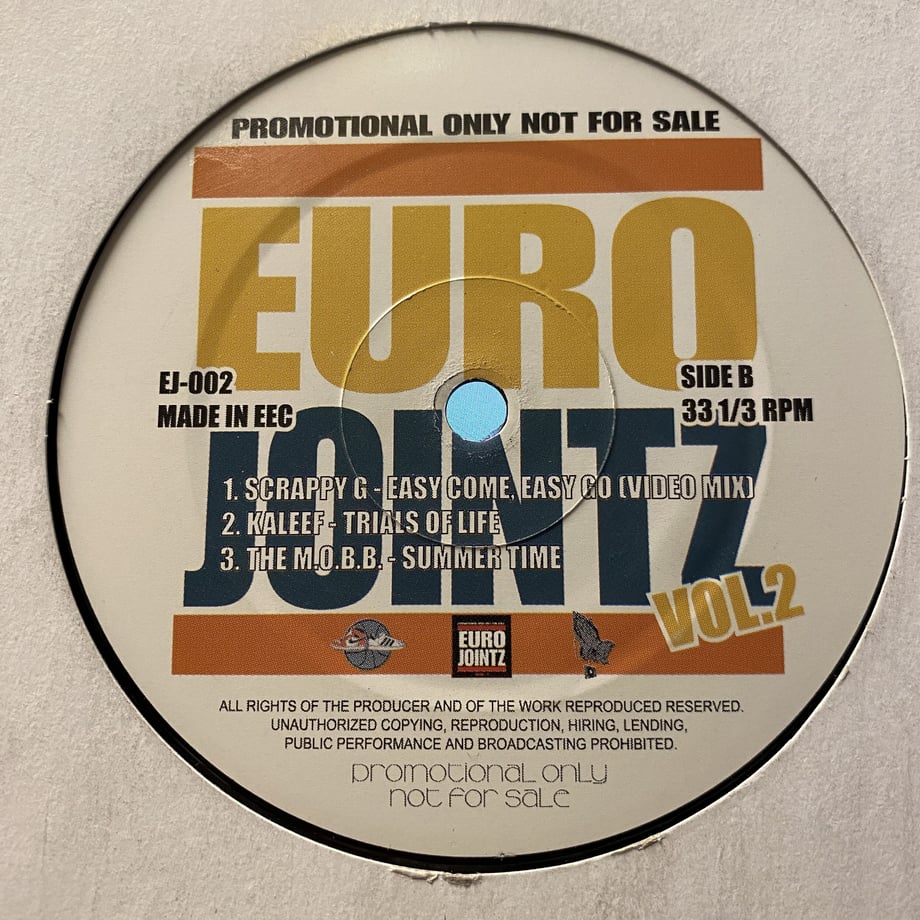 PROMOTIONAL ONLY NOT FOR SALE
EURO
EJ-002
MADE IN EEC
SIDE B
33 1/3 RPM
JOINTZ
1. SCRAPPY G - EASY COME, EASY GO (VIDEO MIX)
2. KALEEF - TRIALS OF LIFE
3. THE M.O.B.B. - SUMMER TIME
VOL.2
EURO
JOINTZ
ALL RIGHTS OF THE PRODUCER AND OF THE WORK REPRODUCED RESERVED.
UNAUTHORIZED COPYING, REPRODUCTION, HIRING, LENDING,
PUBLIC PERFORMANCE AND BROADCASTING PROHIBITED.
promotional only
not for sale